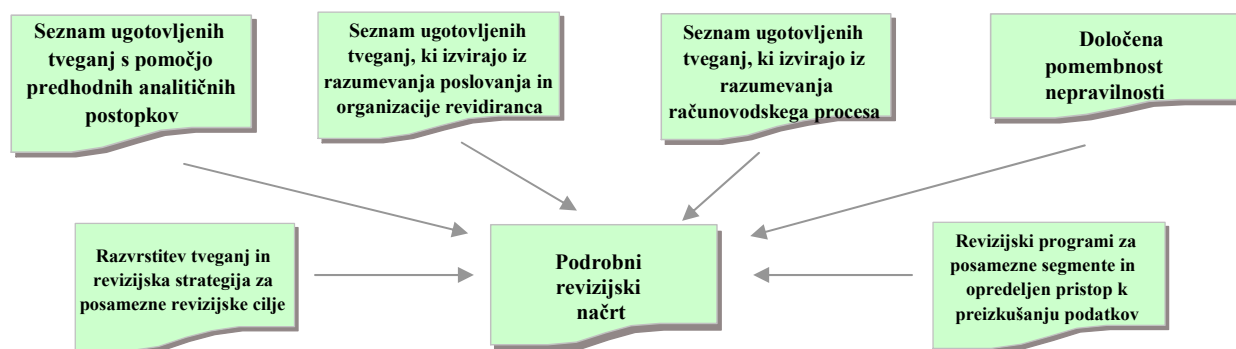 Seznam ugotovljenih
tveganj s pomočjo
predhodnih analitičnih
postopkov
Seznam ugotovljenih
tveganj, ki izvirajo iz
razumevanja poslovanja in
organizacije revidiranca
Seznam ugotovljenih
tveganj, ki izvirajo iz
razumevanja
računovodskega procesa
Določena
pomembnost
nepravilnosti
Razvrstitev tveganj in
revizijska strategija za
posamezne revizijske cilje
Podrobni
revizijski
načrt
Revizijski programi za
posamezne segmente in
opredeljen pristop k
preizkušanju podatkov